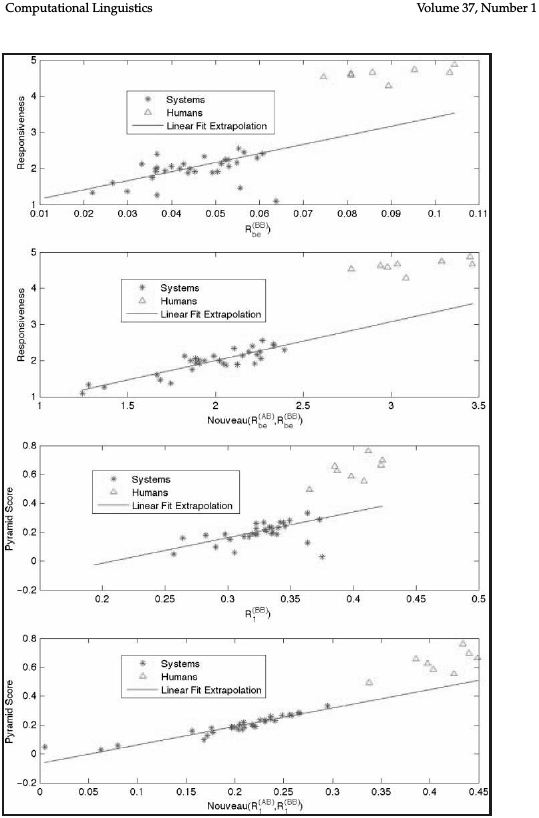 Computational Linguistics
Volume 37, Number 1
5
4
3
2
1
Responsiveness
Systems
Humans
Linear Fit Extrapolation
0.01 0.02 0.03 0.04 0.05 0.06 0.07 0.08 0.09 0.1 0.11
R_be^(BB)
5
4
3
2
1
Responsiveness
Systems
Humans
Linear Fit Extrapolation
1 1.5 2 2.5 3 3.5
Nouveau(R_be^(AB),R_be^(BB))
0.8
0.6
0.4
0.2
0
−0.2
Pyramid Score
Systems
Humans
Linear Fit Extrapolation
0.2 0.25 0.3 0.35 0.4 0.45 0.5
R_1^(BB)
0.8
0.6
0.4
0.2
0
−0.2
Pyramid Score
Systems
Humans
Linear Fit Extrapolation
0 0.05 0.1 0.15 0.2 0.25 0.3 0.35 0.4 0.45
Nouveau(R_1^(AB),R_1^(BB))